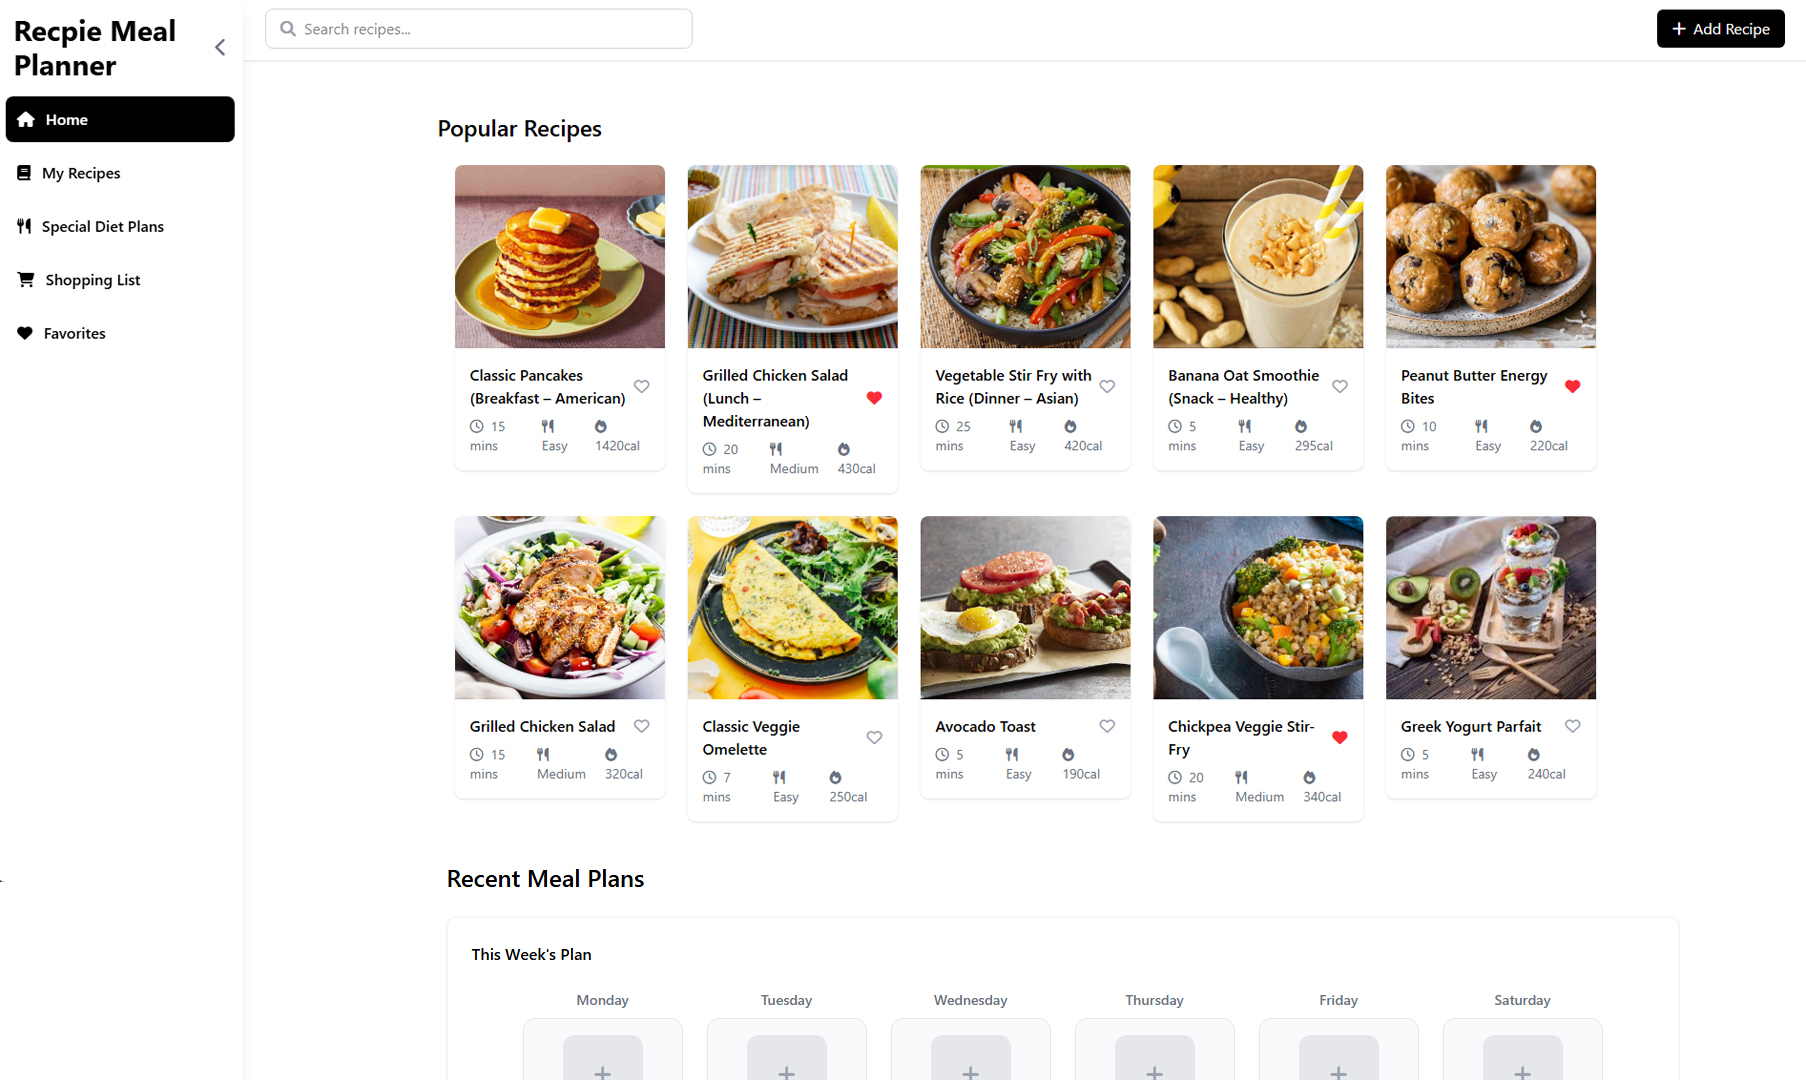 Recpie Meal
Planner
Home
My Recipes
Special Diet Plans
Shopping List
Favorites
Search recipes...
Add Recipe
Popular Recipes
Classic Pancakes
(Breakfast – American)
15
mins
Easy
1420cal
Grilled Chicken Salad
(Lunch –
Mediterranean)
20
mins
Medium
430cal
Vegetable Stir Fry with
Rice (Dinner – Asian)
25
mins
Easy
420cal
Banana Oat Smoothie
(Snack – Healthy)
5
mins
Easy
295cal
Peanut Butter Energy
Bites
10
mins
Easy
220cal
Grilled Chicken Salad
15
mins
Medium
320cal
Classic Veggie
Omelette
7
mins
Easy
250cal
Avocado Toast
5
mins
Easy
190cal
Chickpea Veggie Stir-
Fry
20
mins
Medium
340cal
Greek Yogurt Parfait
5
mins
Easy
240cal
Recent Meal Plans
This Week's Plan
Monday
Tuesday
Wednesday
Thursday
Friday
Saturday